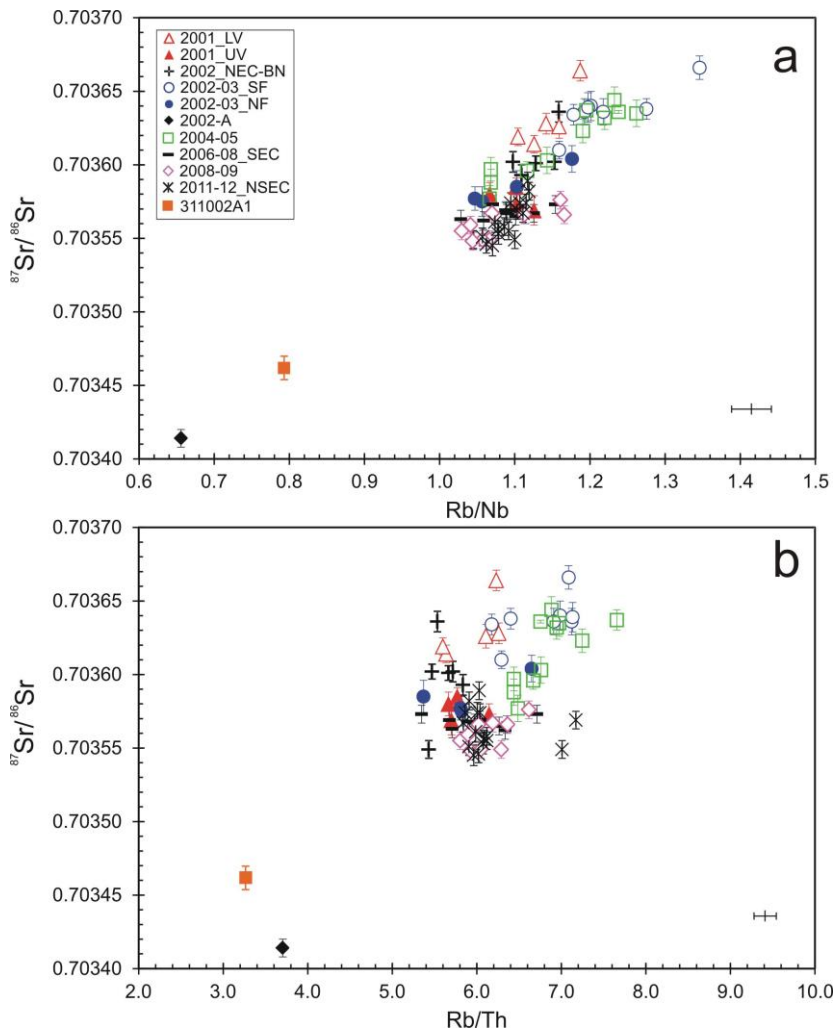 a
0.70370
0.70365
0.70360
0.70355
0.70350
0.70345
0.70340
⁸⁷Sr/⁸⁶Sr
2001_LV
2001_UV
2002_NEC-BN
2002-03_SF
2002-03_NF
2002-A
2004-05
2006-08_SEC
2008-09
2011-12_NSEC
311002A1
0.6 0.7 0.8 0.9 1.0 1.1 1.2 1.3 1.4 1.5
Rb/Nb
b
0.70370
0.70365
0.70360
0.70355
0.70350
0.70345
0.70340
⁸⁷Sr/⁸⁶Sr
2.0 3.0 4.0 5.0 6.0 7.0 8.0 9.0 10.0
Rb/Th